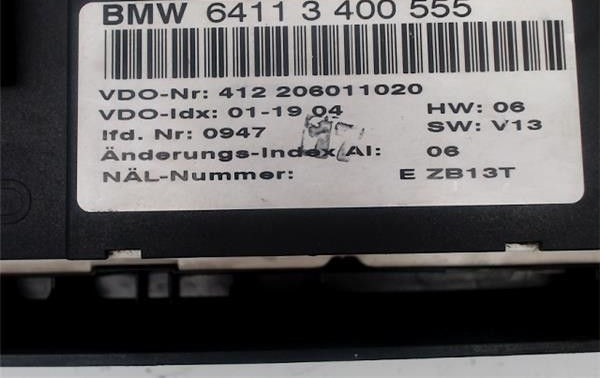 BMW 6411 3 400 555
VDO-Nr: 412 206011020
VDO-Idx: 01-19 04 HW: 06
lfd. Nr: 0947 SW: V13
Änderungs-Index AI: 06
NÄL-Nummer: E ZB13T